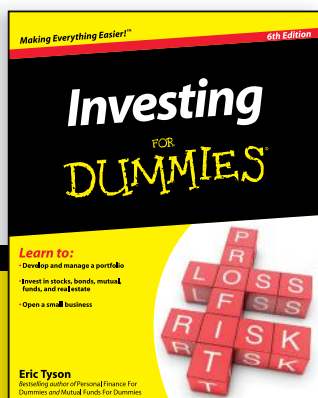 Making Everything Easier!™
6th Edition
Investing
FOR
DUMMIES®
Learn to:
• Develop and manage a portfolio
• Invest in stocks, bonds, mutual,
funds, and real estate
• Open a small business
PROFIT
LOSS
RISK
Eric Tyson
Bestselling author of Personal Finance For
Dummies and Mutual Funds For Dummies